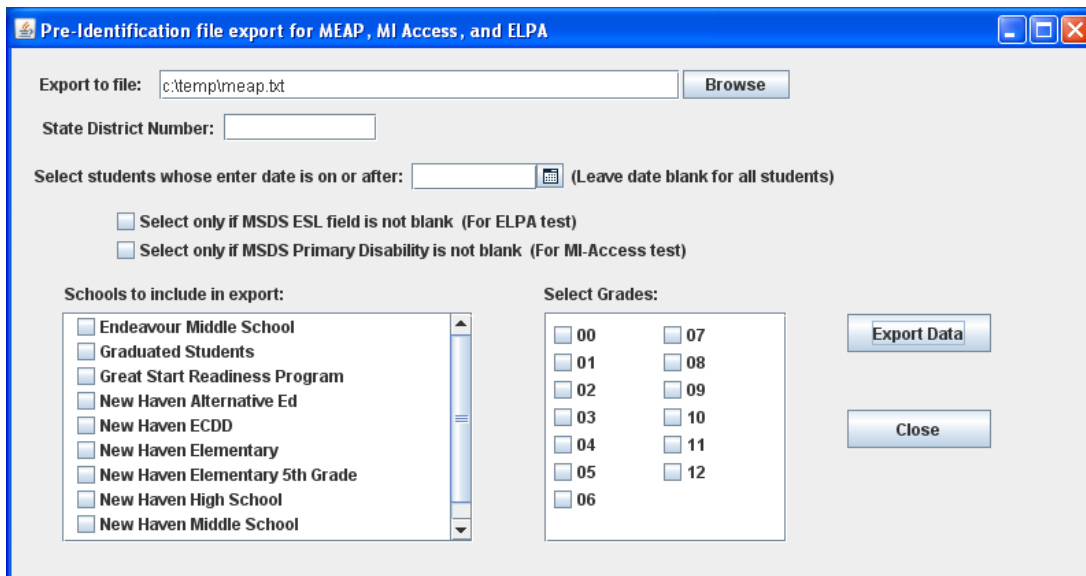 Pre-Identification file export for MEAP, MI Access, and ELPA
Export to file: c:\temp\meap.txt Browse
State District Number:
Select students whose enter date is on or after: (Leave date blank for all students)
Select only if MSDS ESL field is not blank (For ELPA test)
Select only if MSDS Primary Disability is not blank (For MI-Access test)
Schools to include in export:
Endeavour Middle School
Graduated Students
Great Start Readiness Program
New Haven Alternative Ed
New Haven ECDD
New Haven Elementary
New Haven Elementary 5th Grade
New Haven High School
New Haven Middle School
Select Grades:
00 07
01 08
02 09
03 10
04 11
05 12
06
Export Data
Close